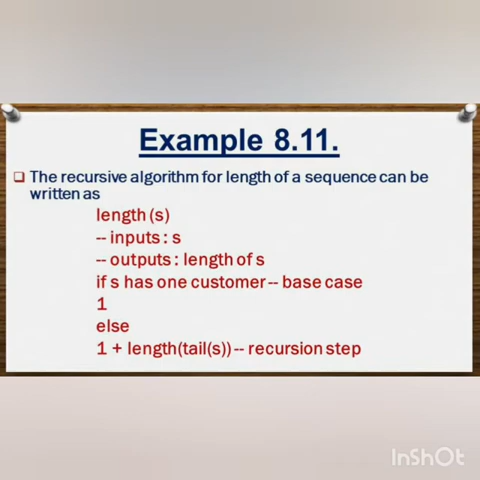 Example 8.11.
The recursive algorithm for length of a sequence can be
written as
length (s)
-- inputs : s
-- outputs : length of s
if s has one customer -- base case
1
else
1 + length(tail(s)) -- recursion step
InShOt